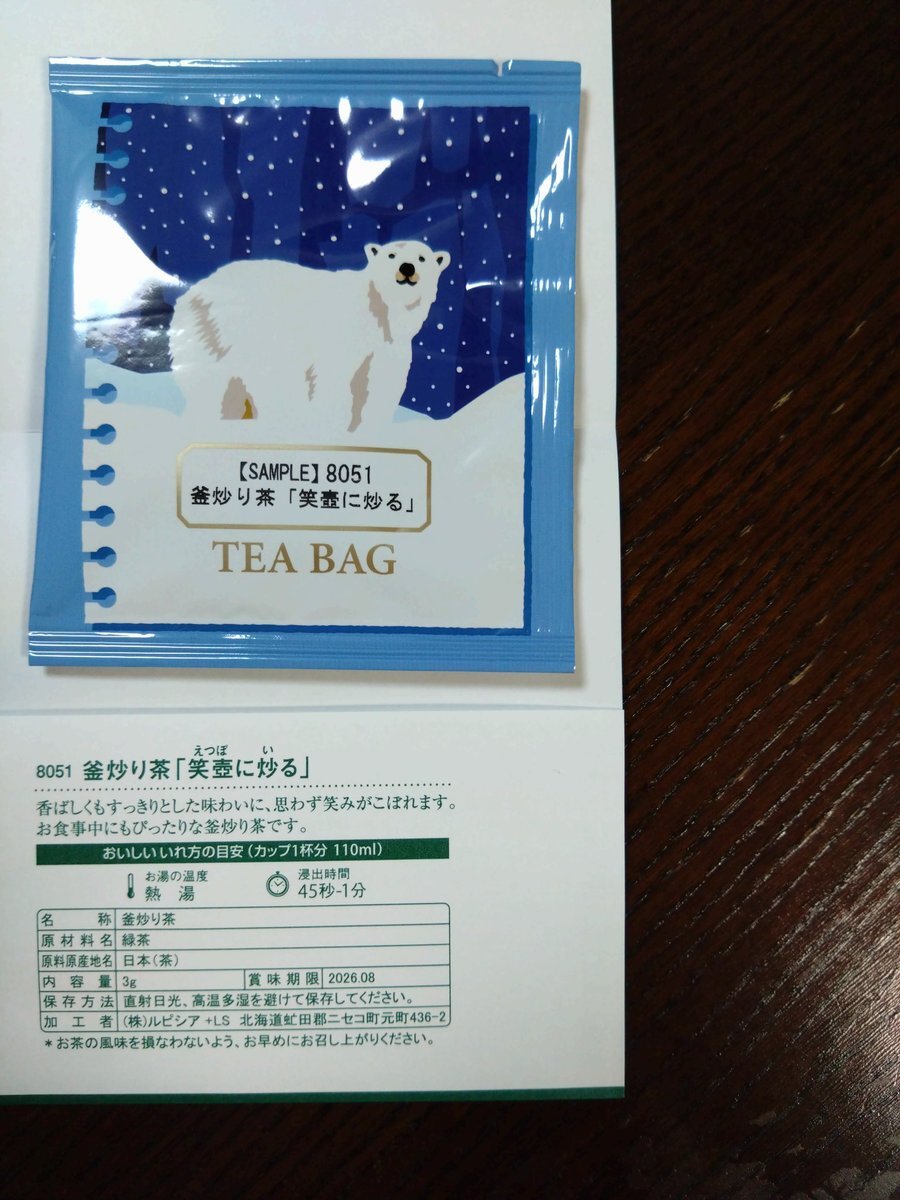 【SAMPLE】8051
釜炒り茶「笑壺に炒る」
TEA BAG
えつぼ い
8051 釜炒り茶「笑壺に炒る」
香ばしくもすっきりとした味わいに、思わず笑みがこぼれます。
お食事中にもぴったりな釜炒り茶です。
おいしいいれ方の目安(カップ1杯分 110ml)
お湯の温度 浸出時間
熱湯 45秒-1分
名称 釜炒り茶
原材料名 緑茶
原料原産地名 日本(茶)
内容量 3g 賞味期限 2026.08
保存方法 直射日光、高温多湿を避けて保存してください。
加工者 (株)ルピシア +LS 北海道虻田郡ニセコ町元町436-2
*お茶の風味を損なわないよう、お早めにお召し上がりください。